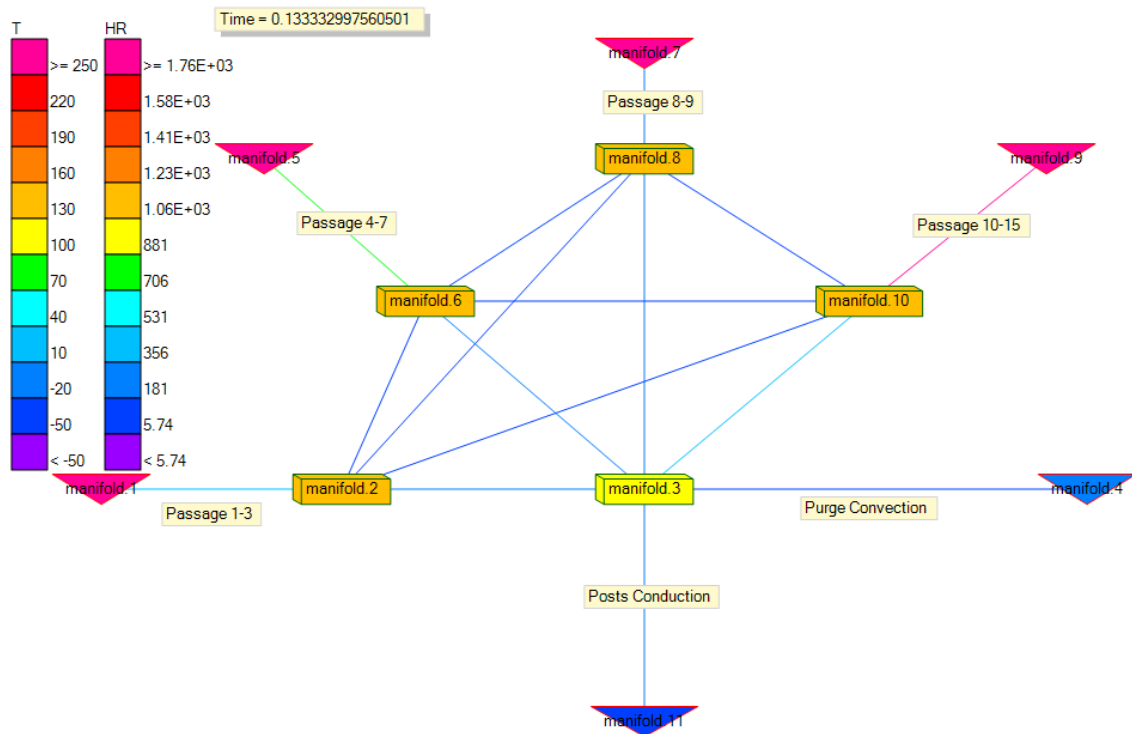 Time = 0.133332997560501
T
HR
>= 250
220
190
160
130
100
70
40
10
-20
-50
< -50
>= 1.76E+03
1.58E+03
1.41E+03
1.23E+03
1.06E+03
881
706
531
356
181
5.74
< 5.74
manifold.7
Passage 8-9
manifold.5
manifold.8
manifold.9
Passage 4-7
Passage 10-15
manifold.6
manifold.10
manifold.1
manifold.2
manifold.3
manifold.4
Passage 1-3
Purge Convection
Posts Conduction
manifold.11